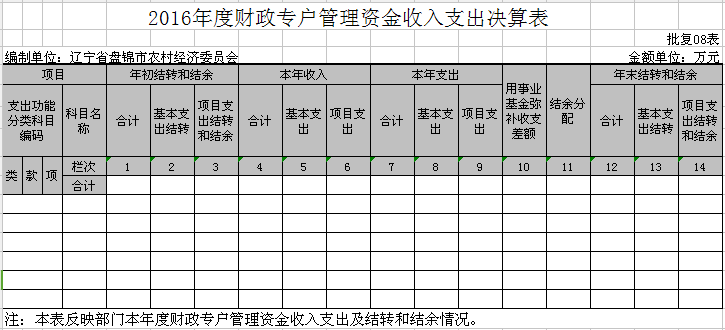 2016年度财政专户管理资金收入支出决算表
批复08表
编制单位：辽宁省盘锦市农村经济委员会 金额单位：万元
项目 年初结转和结余 本年收入 本年支出 用事业基金弥补收支差额 结余分配 年末结转和结余
支出功能分类科目编码 科目名称 合计 基本支出结转 项目支出结转和结余 合计 基本支出 项目支出 合计 基本支出 项目支出 合计 基本支出结转 项目支出结转和结余
类 款 项 栏次 1 2 3 4 5 6 7 8 9 10 11 12 13 14
合计
注：本表反映部门本年度财政专户管理资金收入支出及结转和结余情况。